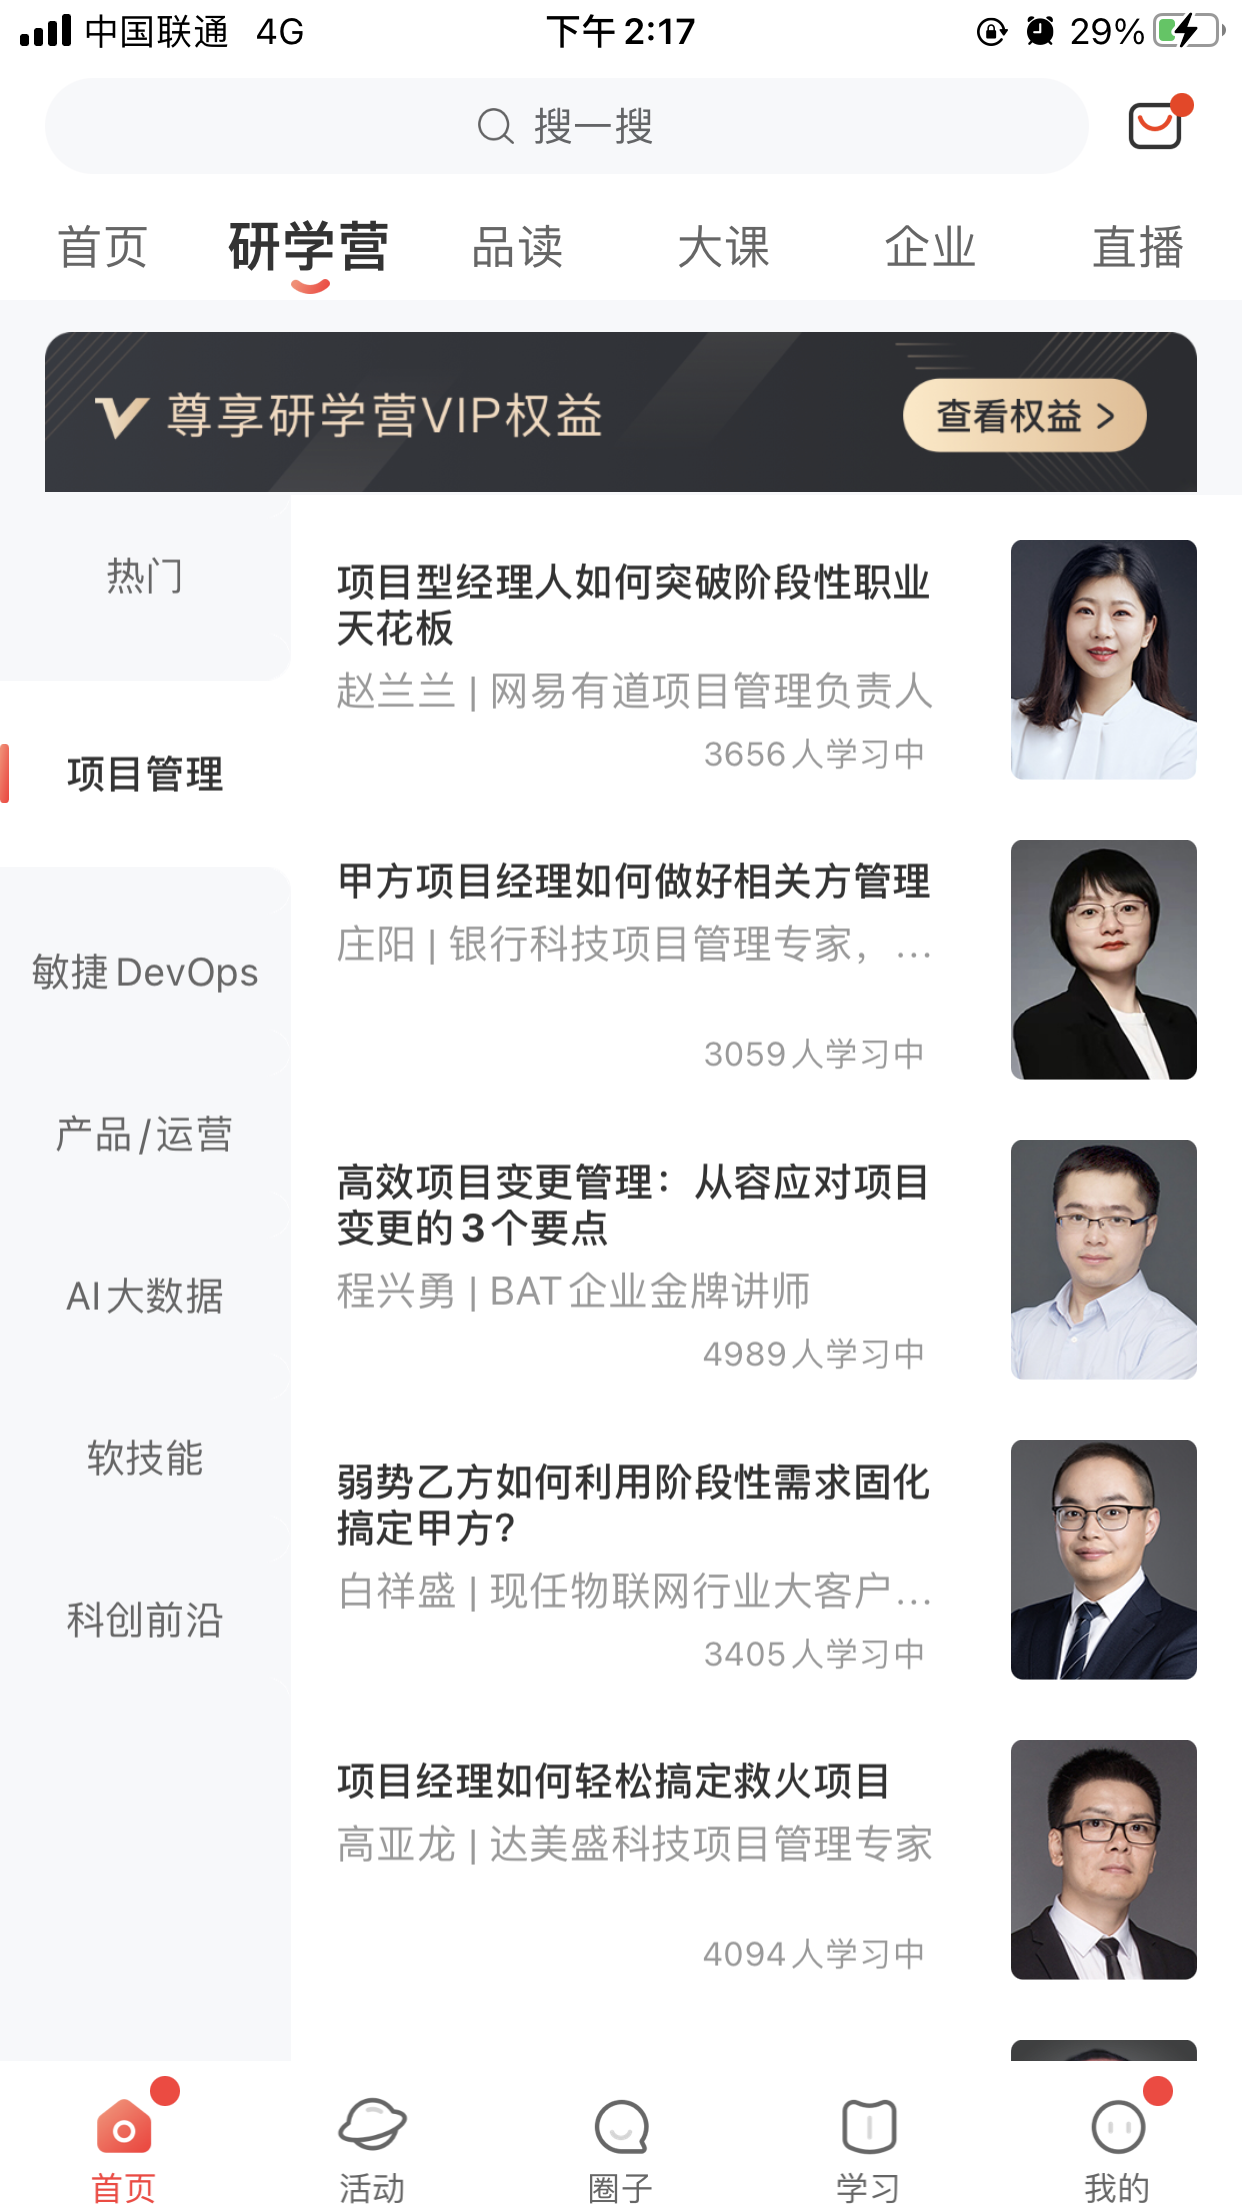 中国联通 4G 下午 2:17 29%
搜一搜
首页 研学营 品读 大课 企业 直播
尊享研学营VIP权益 查看权益 >
热门
项目管理
敏捷DevOps
产品/运营
AI大数据
软技能
科创前沿
项目型经理人如何突破阶段性职业
天花板
赵兰兰 | 网易有道项目管理负责人
3656人学习中
甲方项目经理如何做好相关方管理
庄阳 | 银行科技项目管理专家，...
3059人学习中
高效项目变更管理：从容应对项目
变更的3个要点
程兴勇 | BAT企业金牌讲师
4989人学习中
弱势乙方如何利用阶段性需求固化
搞定甲方?
白祥盛 | 现任物联网行业大客户...
3405人学习中
项目经理如何轻松搞定救火项目
高亚龙 | 达美盛科技项目管理专家
4094人学习中
首页 活动 圈子 学习 我的